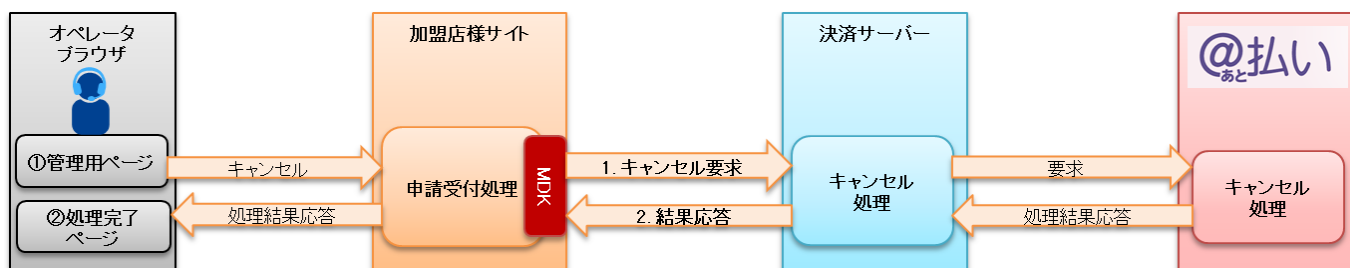 オペレータ
ブラウザ
加盟店様サイト
決済サーバー
@払い
あと
①管理用ページ
キャンセル
申請受付処理
MDK
1.キャンセル要求
キャンセル
処理
要求
キャンセル
処理
②処理完了
ページ
処理結果応答
2.結果応答
処理結果応答